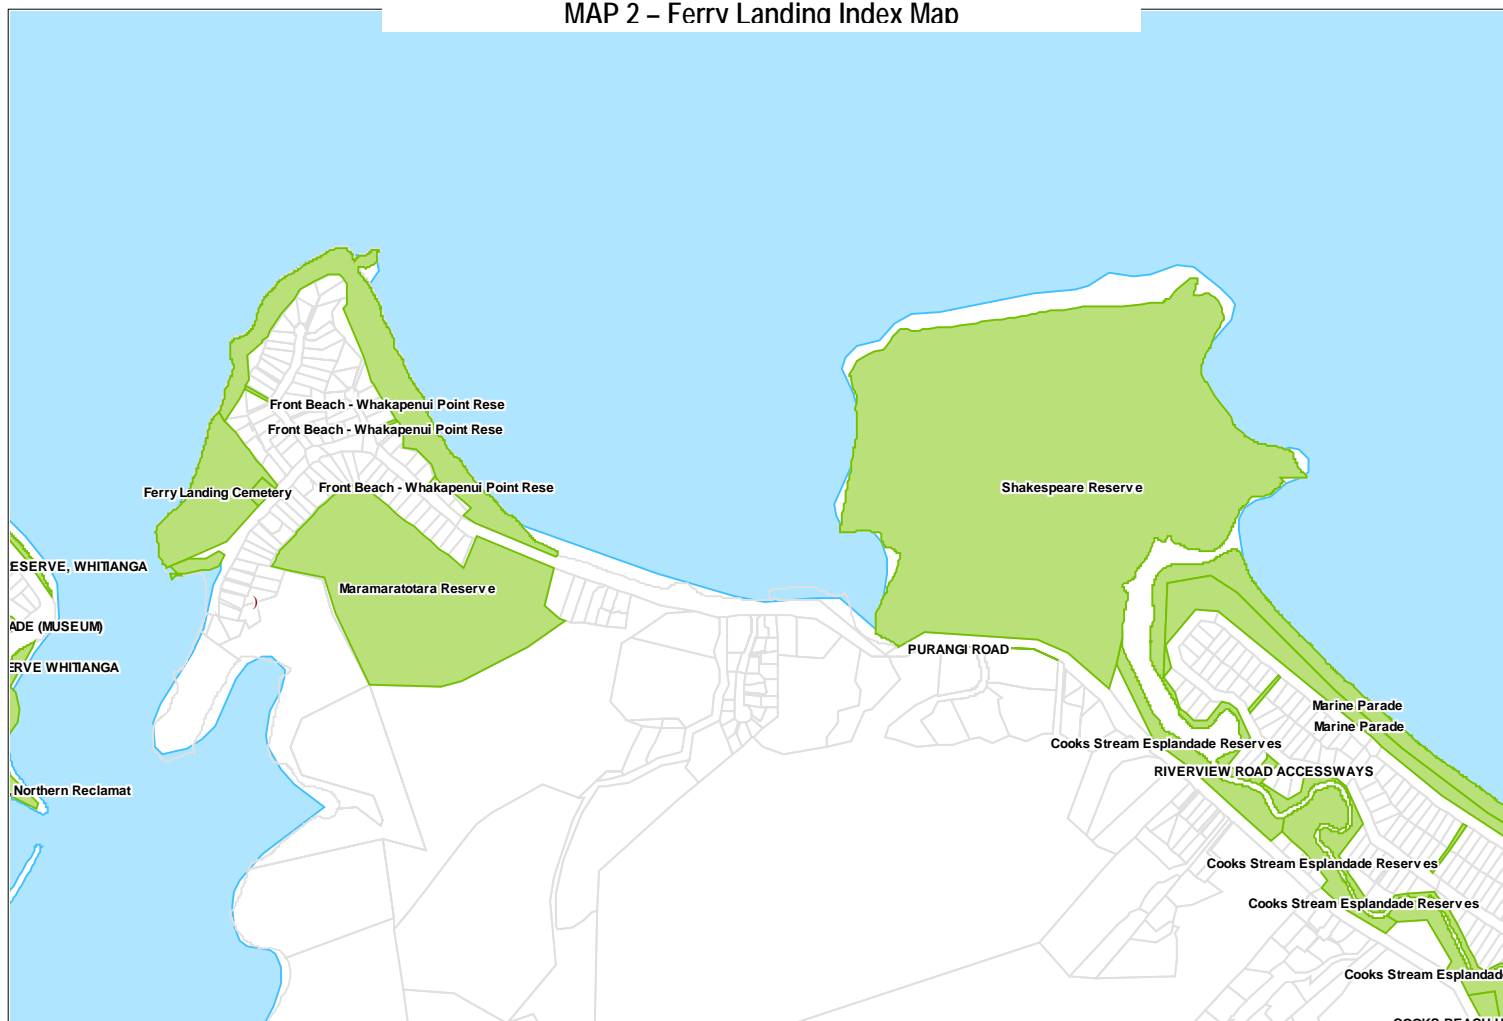 MAP 2 – Ferry Landing Index Map
Front Beach - Whakapenui Point Rese
Front Beach - Whakapenui Point Rese
Front Beach - Whakapenui Point Rese
Ferry Landing Cemetery
Shakespeare Reserve
ESERVE, WHITIANGA
Maramaratotara Reserve
ADE (MUSEUM)
PURANGI ROAD
ERVE WHITIANGA
Marine Parade
Marine Parade
Cooks Stream Esplandade Reserves
RIVERVIEW ROAD ACCESSWAYS
Northern Reclamat
Cooks Stream Esplandade Reserves
Cooks Stream Esplandade Reserves
Cooks Stream Esplandade